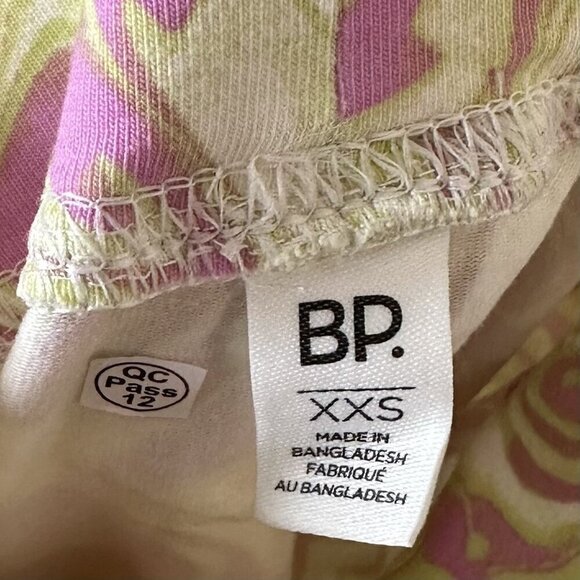 BP.
XXS
MADE IN
BANGLADESH
FABRIQUÉ
AU BANGLADESH
QC
Pass
12